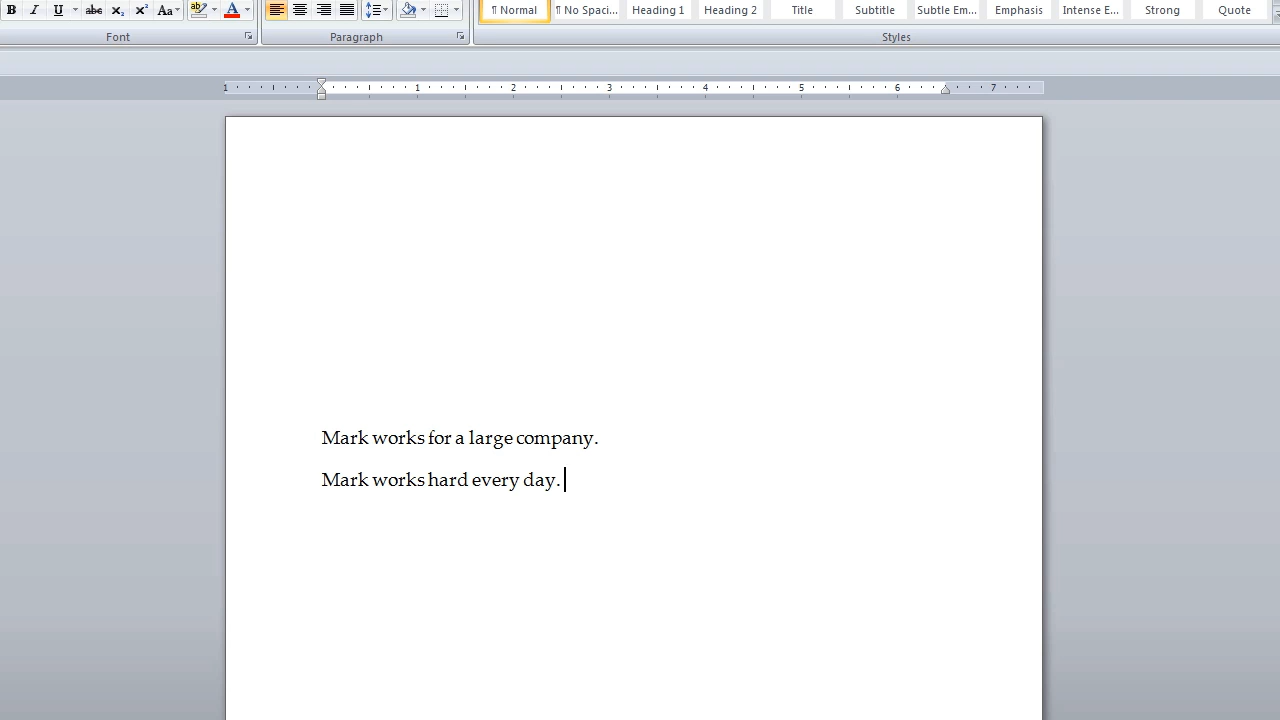 B I U abc X₂ X² Aa ab A
Font Paragraph Styles
¶ Normal ¶ No Spaci... Heading 1 Heading 2 Title Subtitle Subtle Em... Emphasis Intense E... Strong Quote
1 1 2 3 4 5 6 7
Mark works for a large company.
Mark works hard every day.